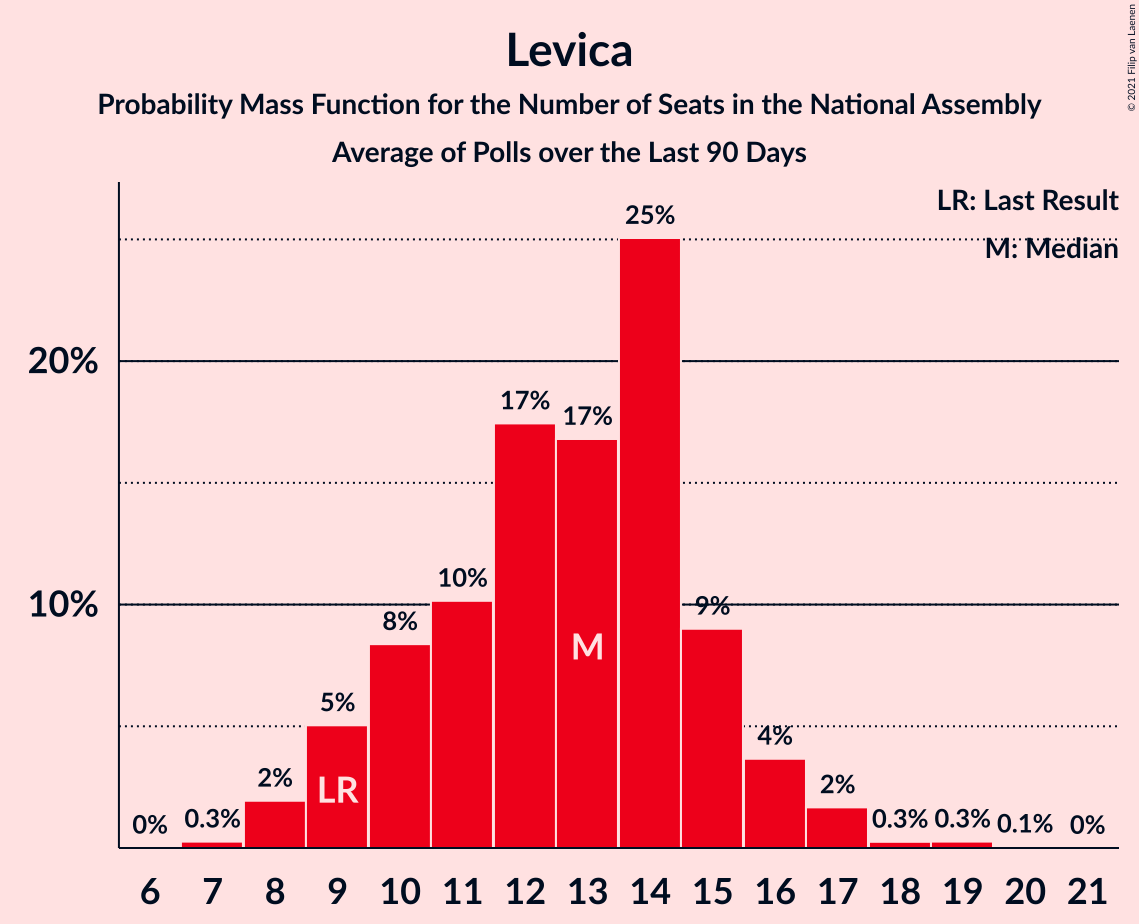 Levica
Probability Mass Function for the Number of Seats in the National Assembly
Average of Polls over the Last 90 Days
© 2021 Filip van Laenen
LR: Last Result
M: Median
20%
10%
0%
0.3%
2%
5%
8%
10%
17%
17%
25%
9%
4%
2%
0.3%
0.3%
0.1%
0%
LR
M
6 7 8 9 10 11 12 13 14 15 16 17 18 19 20 21